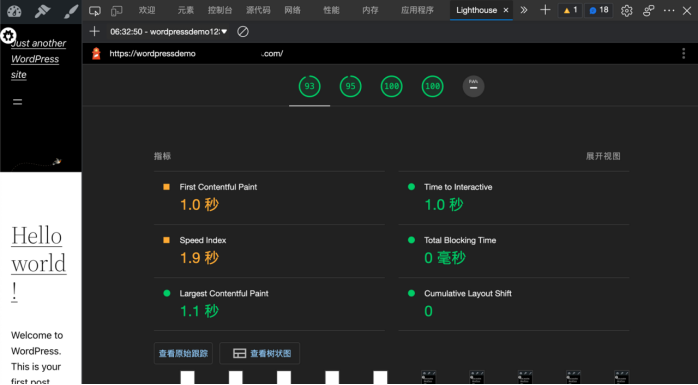 欢迎 元素 控制台 源代码 网络 性能 内存 应用程序 Lighthouse × » + 1 18
+ 06:32:50 - wordpressdemo12 ▼
https://wordpressdemo .com/
Just another
WordPress
site
93 95 100 100 PWA
指标 展开视图
First Contentful Paint
1.0 秒
Time to Interactive
1.0 秒
Speed Index
1.9 秒
Total Blocking Time
0 毫秒
Largest Contentful Paint
1.1 秒
Cumulative Layout Shift
0
查看原始跟踪 查看树状图
Hello
world
!
Welcome to
WordPress.
This is your
first post.